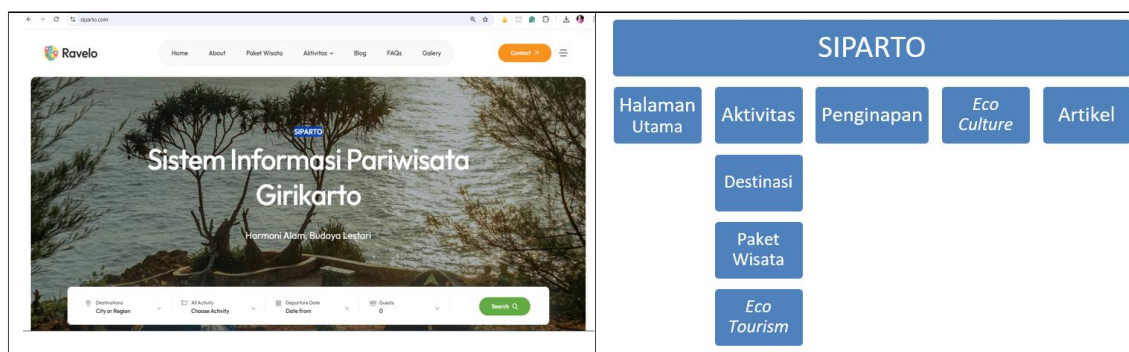 siparto.com
Ravelo
Home About Paket Wisata Aktivitas Blog FAQs Galery
Contact
SIPARTO
Sistem Informasi Pariwisata
Girikarto
Harmoni Alam, Budaya Lestari
Destinations All Activity Departure Date Guests
City or Region Choose Activity Date from 0
Search
SIPARTO
Halaman Utama
Aktivitas
Penginapan
Eco Culture
Artikel
Destinasi
Paket
Wisata
Eco
Tourism